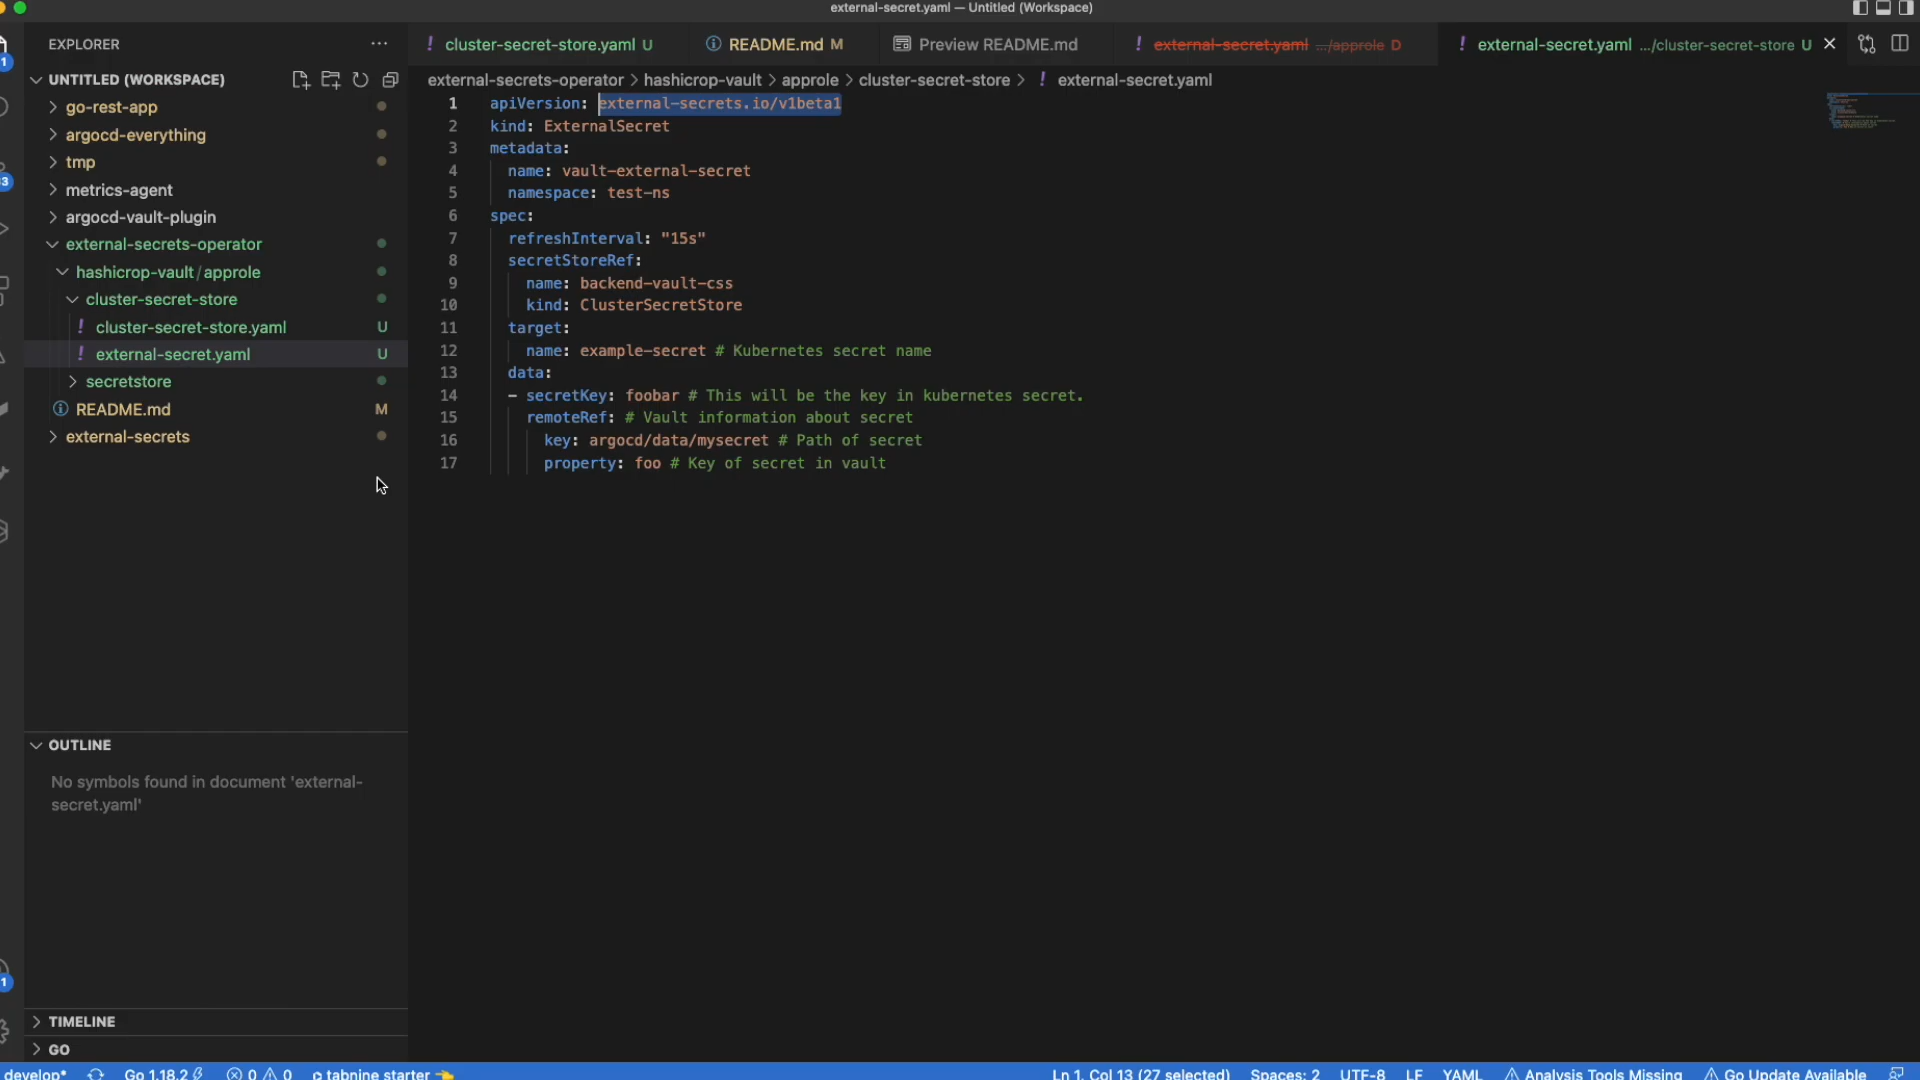 external-secret.yaml — Untitled (Workspace)
EXPLORER
UNTITLED (WORKSPACE)
go-rest-app
argocd-everything
tmp
metrics-agent
argocd-vault-plugin
external-secrets-operator
hashicrop-vault / approle
cluster-secret-store
! cluster-secret-store.yaml U
! external-secret.yaml U
secretstore
README.md M
external-secrets
OUTLINE
No symbols found in document 'external-
secret.yaml'
TIMELINE
GO
! cluster-secret-store.yaml U
README.md M
Preview README.md
! external-secret.yaml .../approle D
! external-secret.yaml .../cluster-secret-store U
external-secrets-operator > hashicrop-vault > approle > cluster-secret-store > ! external-secret.yaml
1 apiVersion: external-secrets.io/v1beta1
2 kind: ExternalSecret
3 metadata:
4 name: vault-external-secret
5 namespace: test-ns
6 spec:
7 refreshInterval: "15s"
8 secretStoreRef:
9 name: backend-vault-css
10 kind: ClusterSecretStore
11 target:
12 name: example-secret # Kubernetes secret name
13 data:
14 - secretKey: foobar # This will be the key in kubernetes secret.
15 remoteRef: # Vault information about secret
16 key: argocd/data/mysecret # Path of secret
17 property: foo # Key of secret in vault
1
1
develop* Go 1.18.2 0 0 tabnine starter Ln 1, Col 13 (27 selected) Spaces: 2 UTF-8 LF YAML Analysis Tools Missing Go Update Available